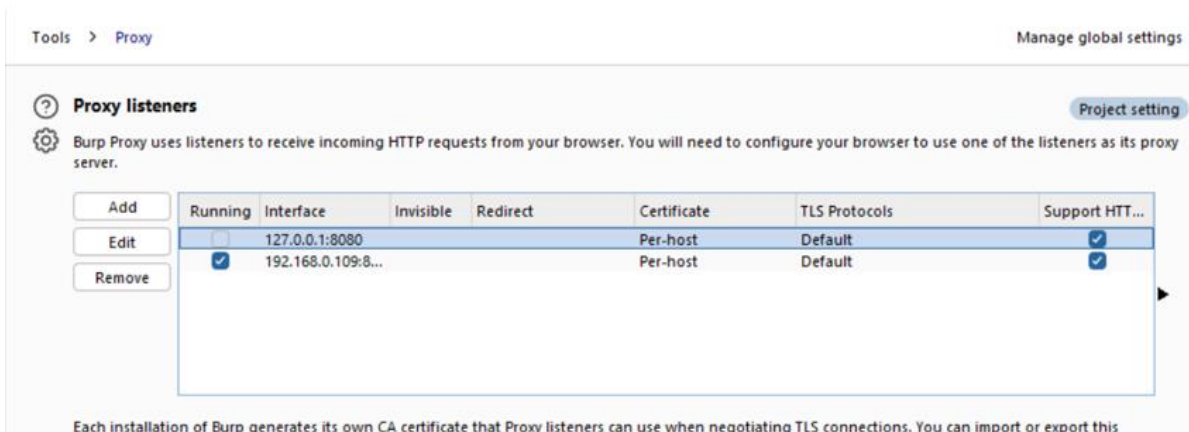 Tools > Proxy Manage global settings
Proxy listeners Project setting
Burp Proxy uses listeners to receive incoming HTTP requests from your browser. You will need to configure your browser to use one of the listeners as its proxy
server.
Add Running Interface Invisible Redirect Certificate TLS Protocols Support HTT...
Edit 127.0.0.1:8080 Per-host Default
192.168.0.109:8... Per-host Default
Remove
Each installation of Burp generates its own CA certificate that Proxy listeners can use when negotiating TLS connections. You can import or export this